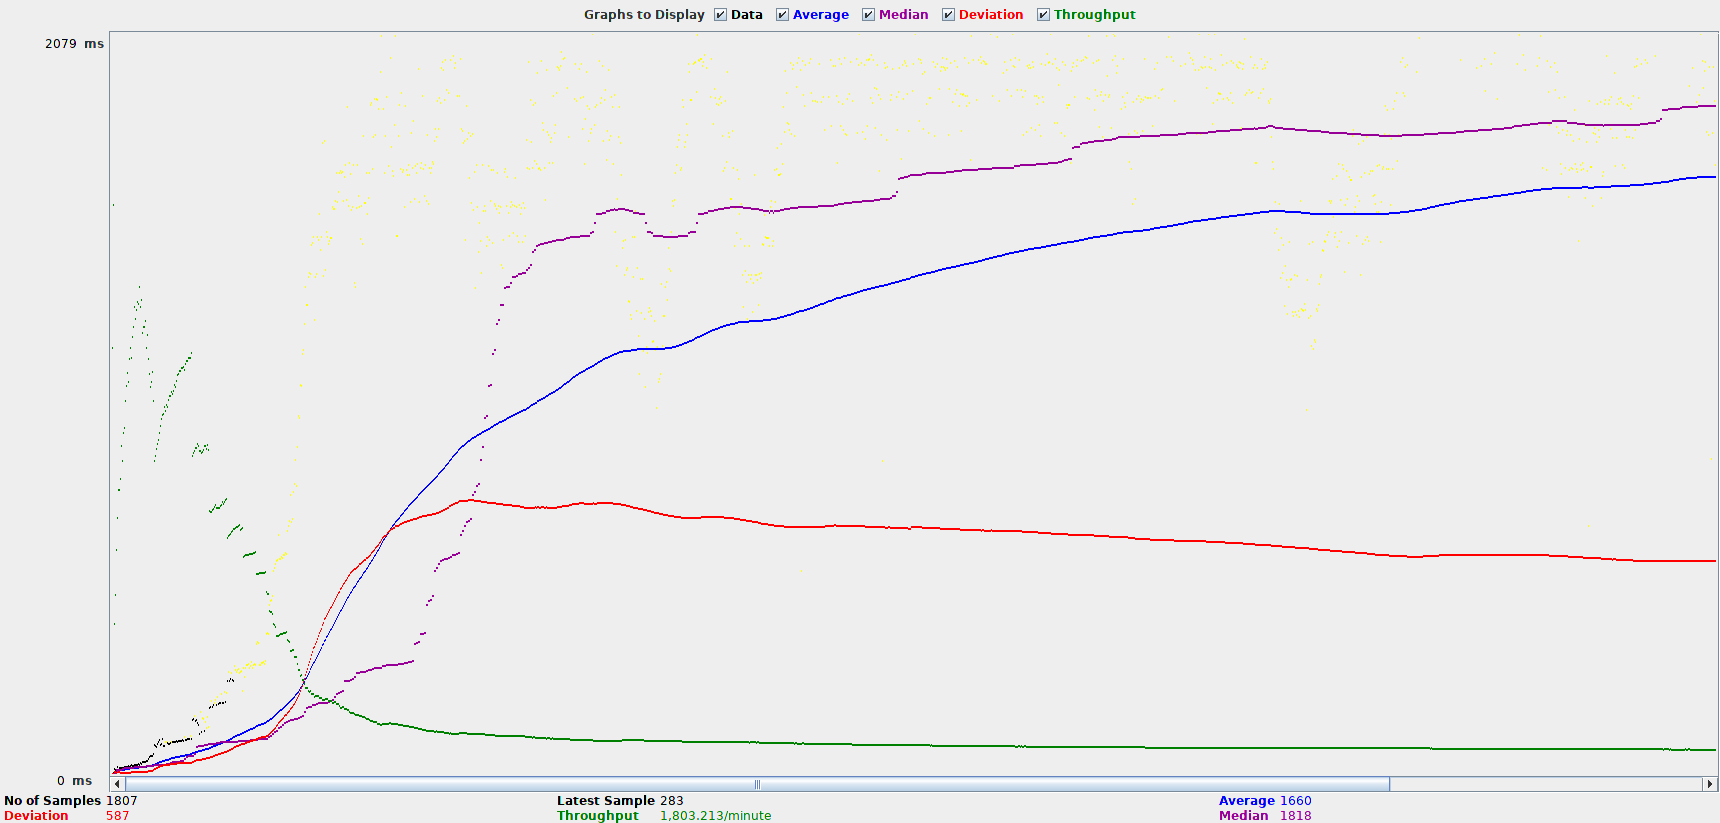 Graphs to Display Data Average Median Deviation Throughput
2079 ms
0 ms
No of Samples 1807 Latest Sample 283 Average 1660
Deviation 587 Throughput 1,803.213/minute Median 1818